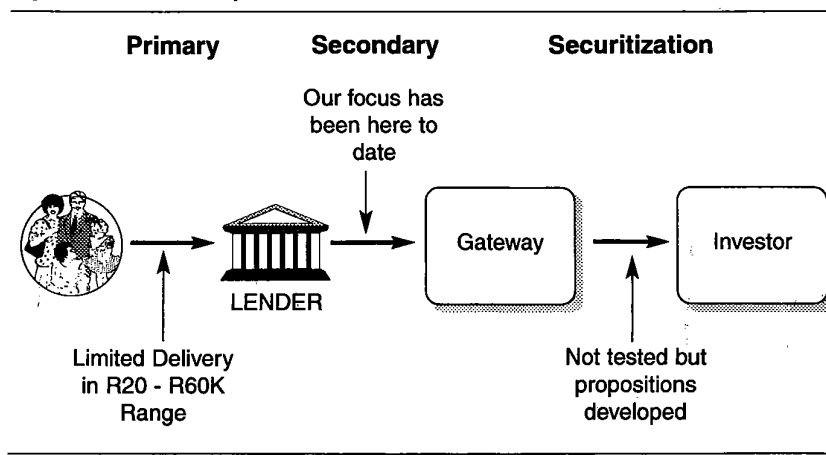 Primary
Secondary
Securitization
Our focus has
been here to
date
Gateway
Investor
LENDER
Limited Delivery
in R20 - R60K
Range
Not tested but
propositions
developed